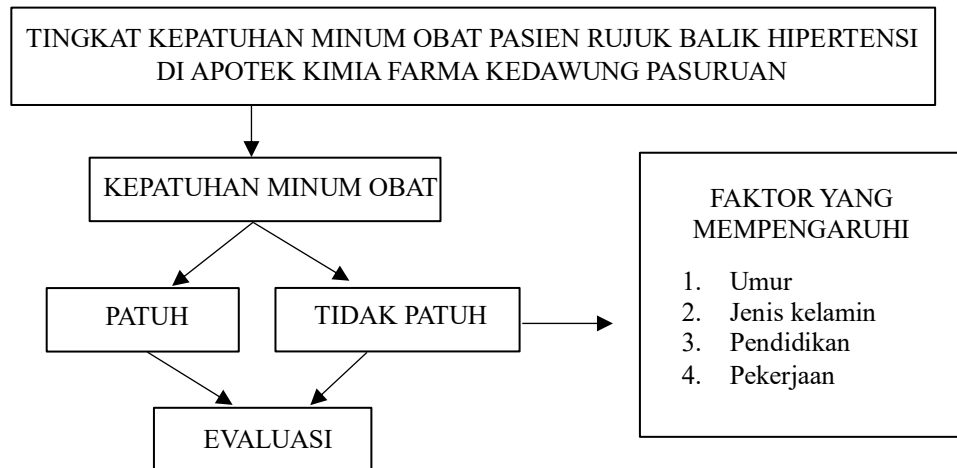 TINGKAT KEPATUHAN MINUM OBAT PASIEN RUJUK BALIK HIPERTENSI
DI APOTEK KIMIA FARMA KEDAWUNG PASURUAN
KEPATUHAN MINUM OBAT
PATUH
TIDAK PATUH
EVALUASI
FAKTOR YANG
MEMPENGARUHI
1. Umur
2. Jenis kelamin
3. Pendidikan
4. Pekerjaan